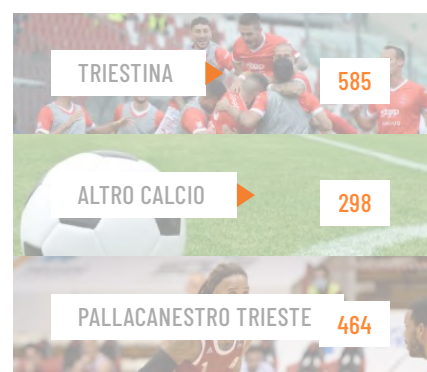 TRIESTINA
585
ALTRO CALCIO
298
PALLACANESTRO TRIESTE
464